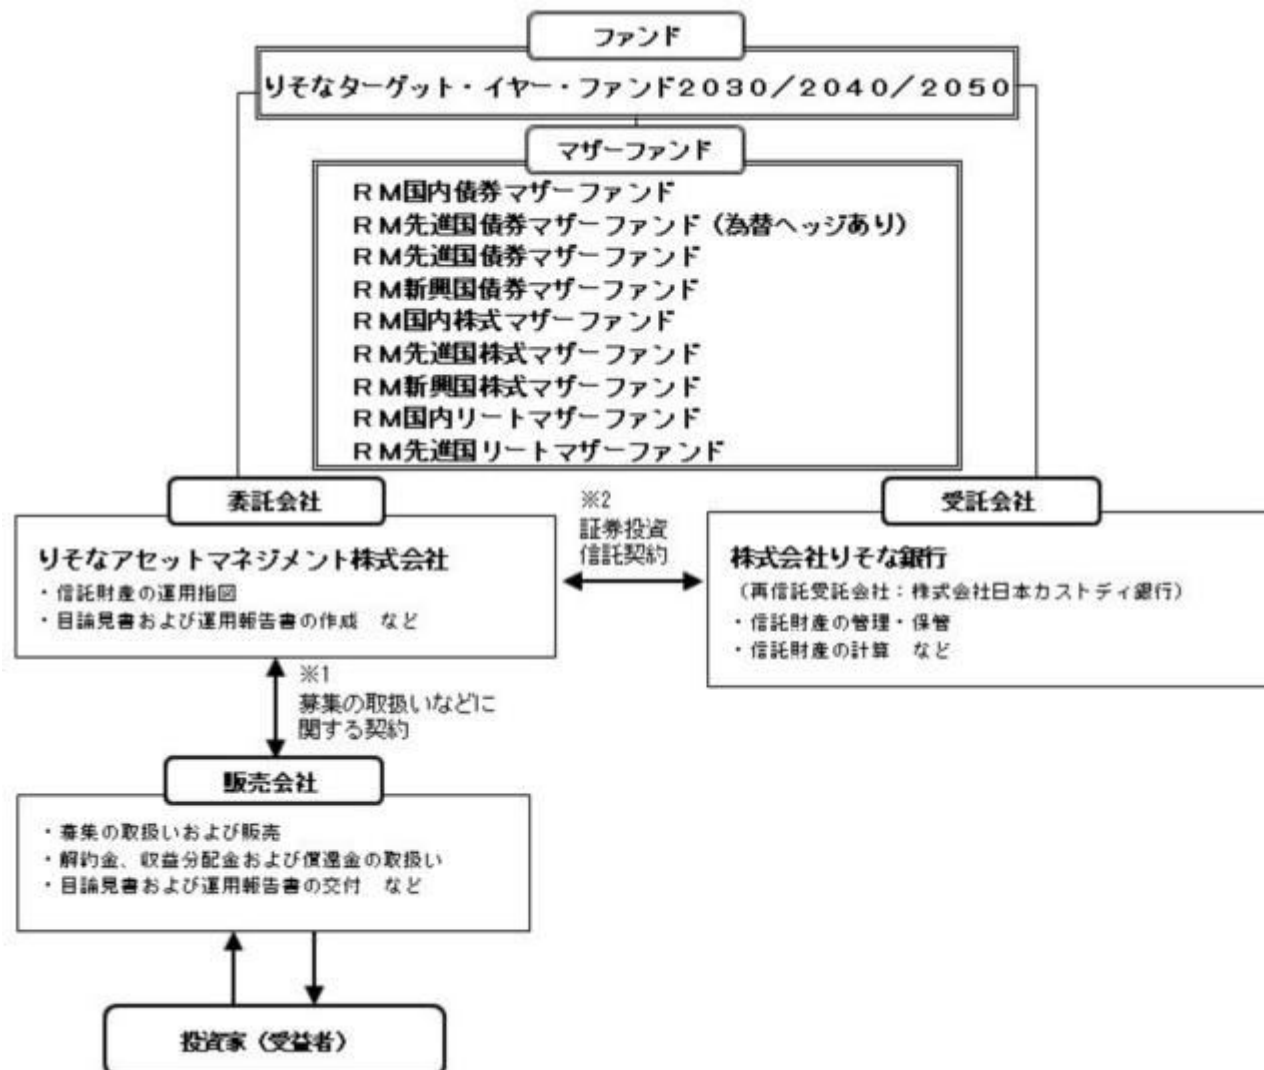 ファンド
りそなターゲット・イヤー・ファンド２０３０／２０４０／２０５０
マザーファンド
ＲＭ国内債券マザーファンド
ＲＭ先進国債券マザーファンド（為替ヘッジあり）
ＲＭ先進国債券マザーファンド
ＲＭ新興国債券マザーファンド
ＲＭ国内株式マザーファンド
ＲＭ先進国株式マザーファンド
ＲＭ新興国株式マザーファンド
ＲＭ国内リートマザーファンド
ＲＭ先進国リートマザーファンド
委託会社
りそなアセットマネジメント株式会社
・信託財産の運用指図
・目論見書および運用報告書の作成　など
※2
証券投資
信託契約
受託会社
株式会社りそな銀行
（再信託受託会社：株式会社日本カストディ銀行）
・信託財産の管理・保管
・信託財産の計算　など
※1
募集の取扱いなどに
関する契約
販売会社
・募集の取扱いおよび販売
・解約金、収益分配金および償還金の取扱い
・目論見書および運用報告書の交付　など
投資家（受益者）